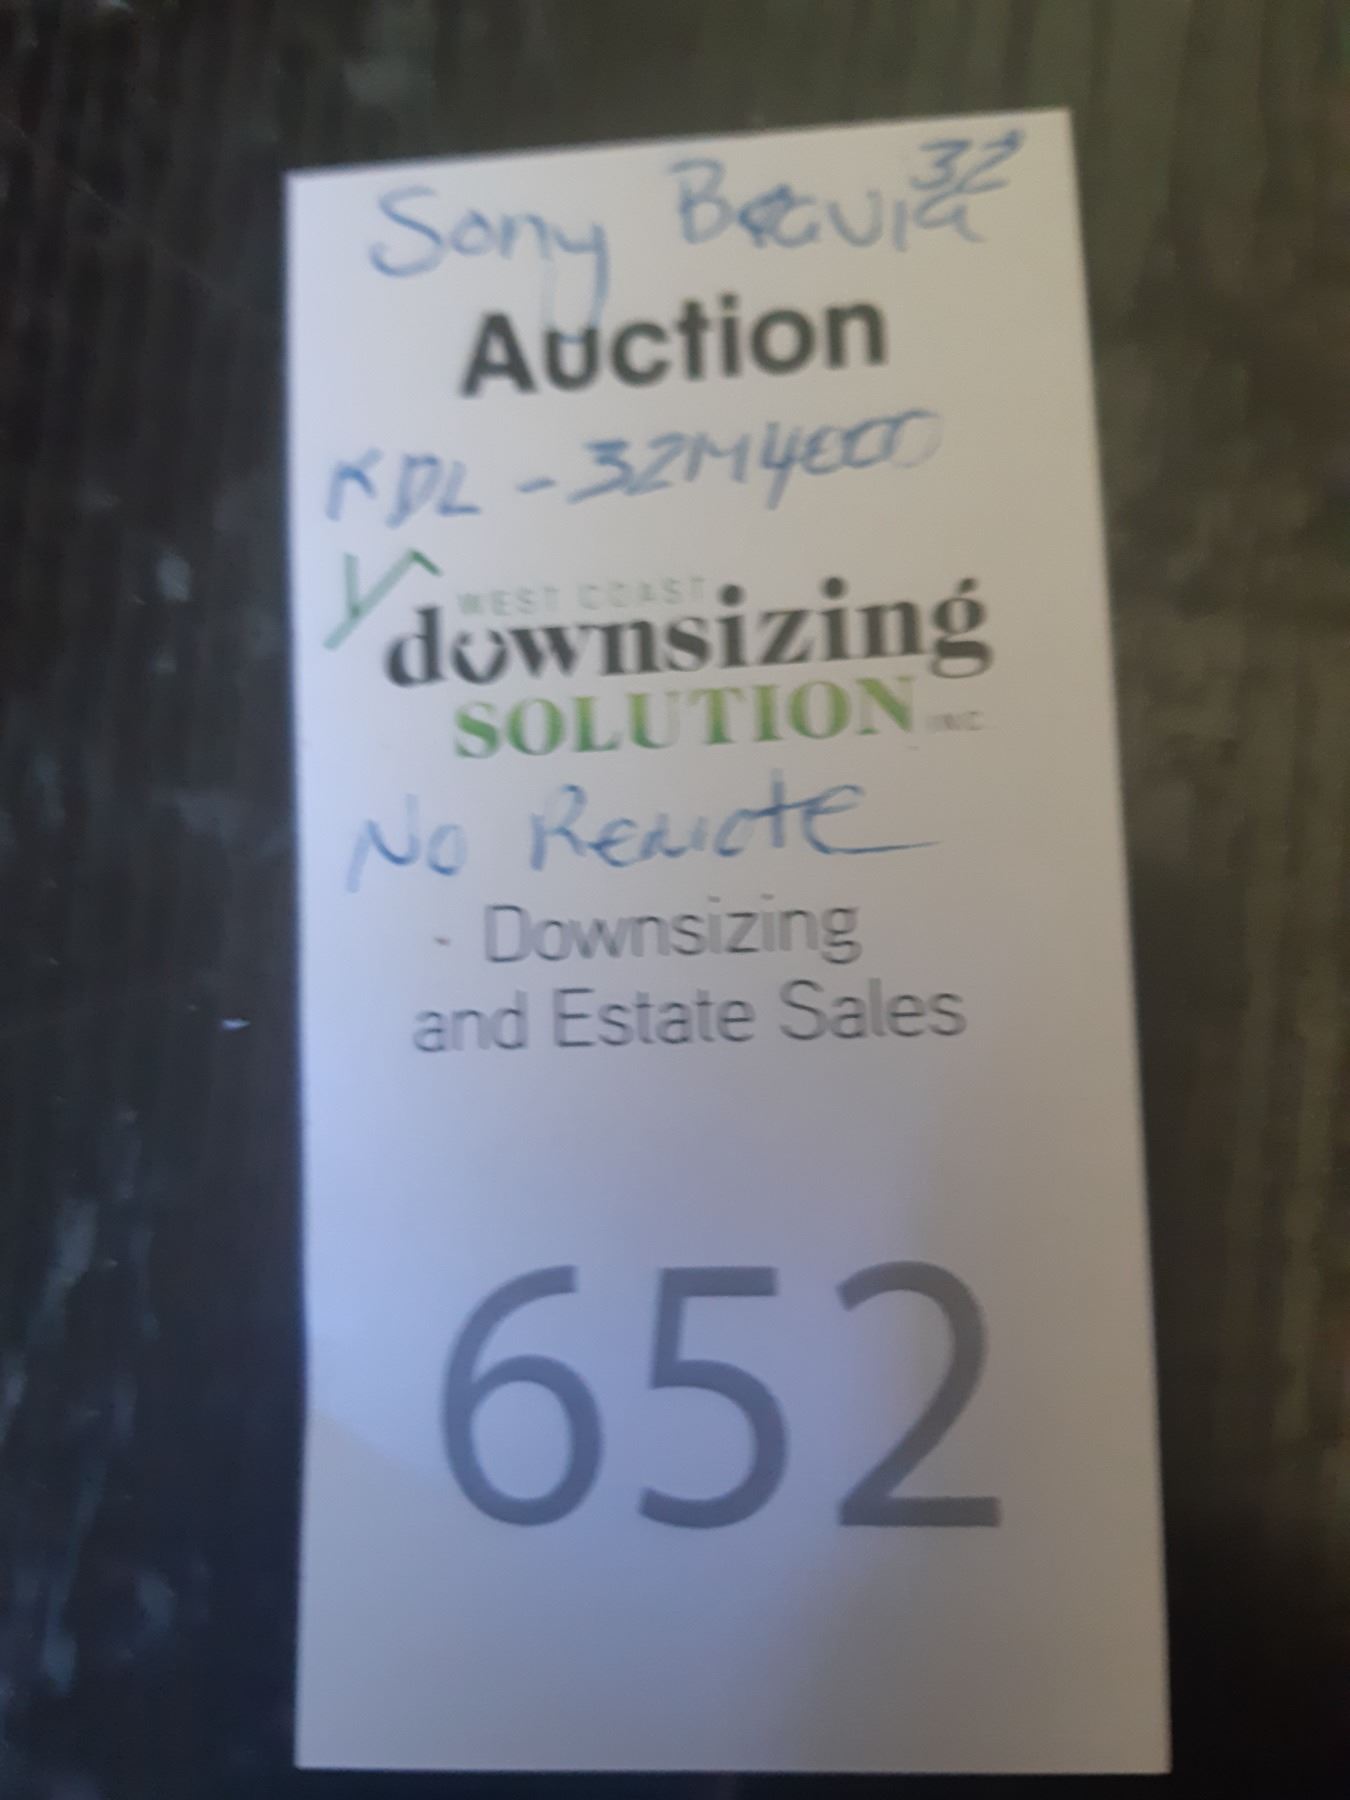 Sony Bravia 32"
Auction
KDL - 32M4000
WEST COAST
downsizing
SOLUTION INC.
No Remote
- Downsizing
and Estate Sales
652